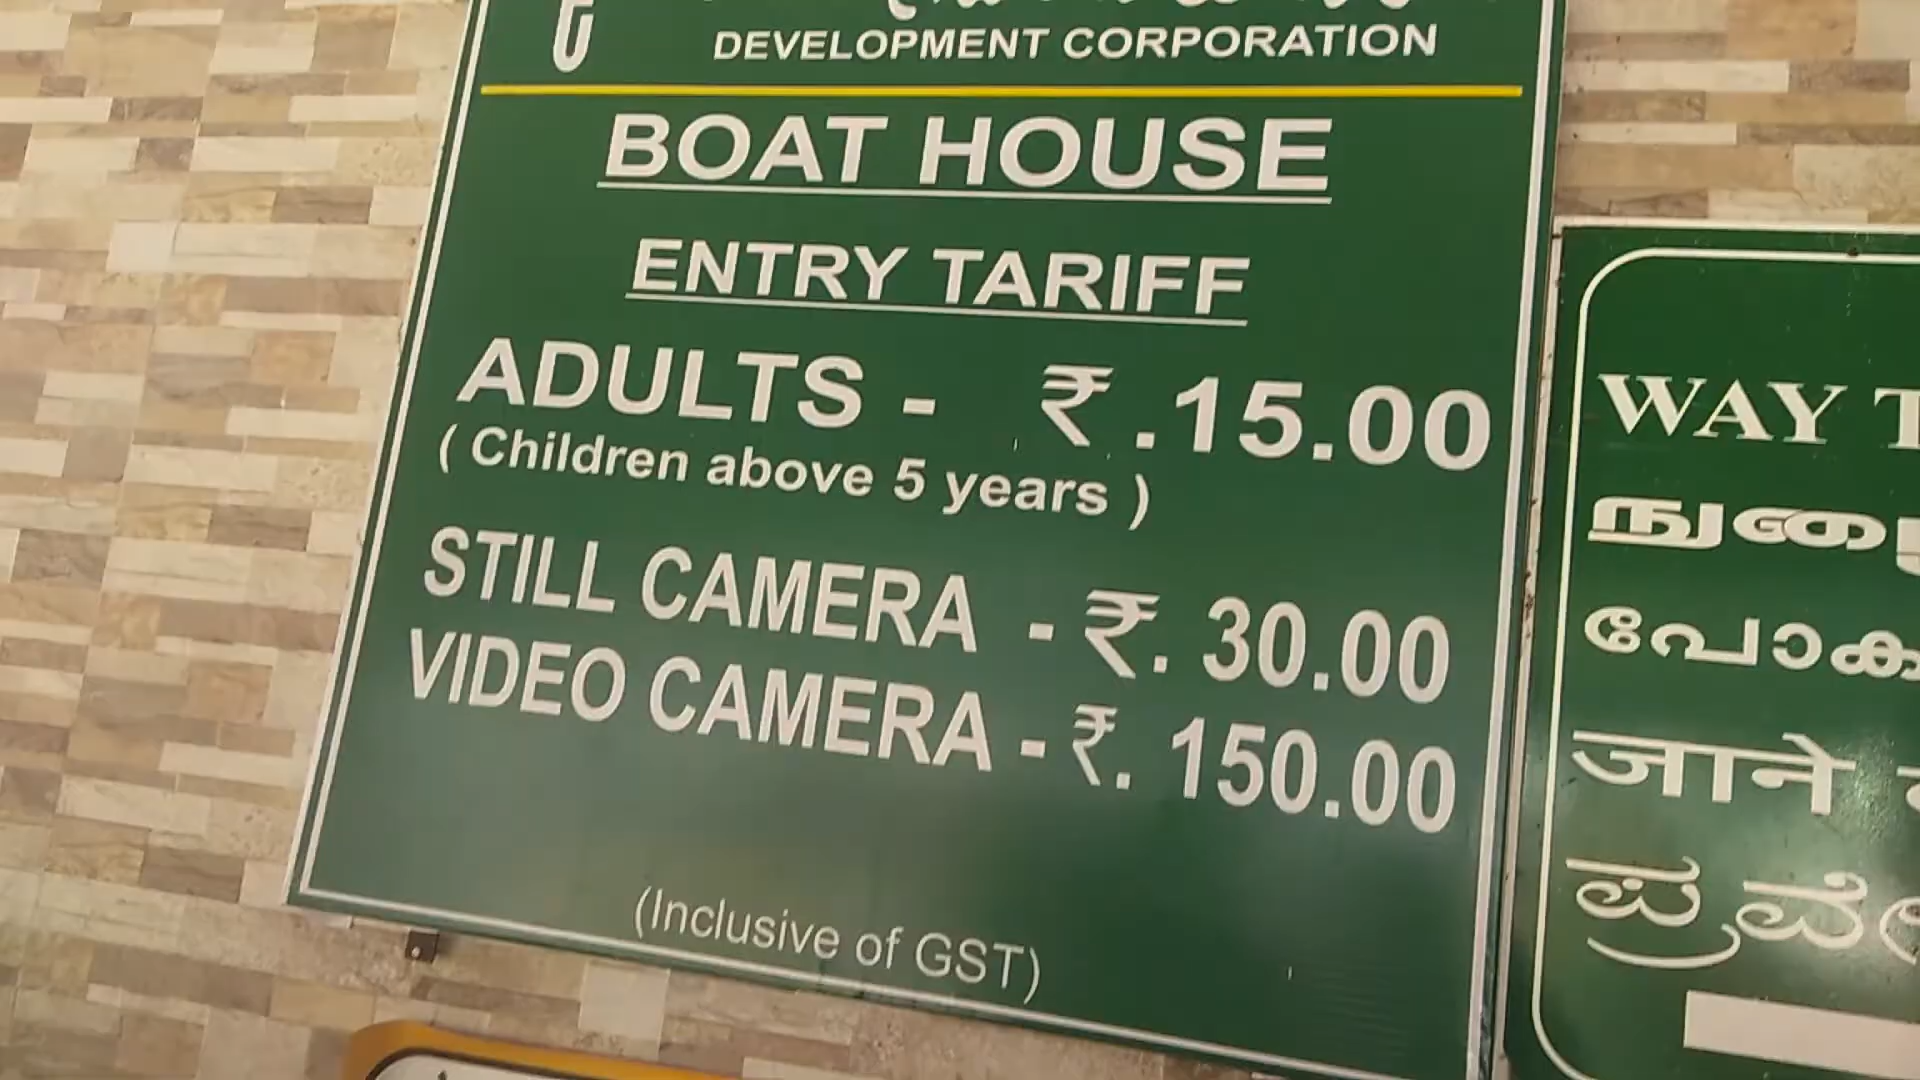 DEVELOPMENT CORPORATION
BOAT HOUSE
ENTRY TARIFF
ADULTS - ₹.15.00
( Children above 5 years )
STILL CAMERA - ₹. 30.00
VIDEO CAMERA - ₹. 150.00
(Inclusive of GST)
WAY
जाने